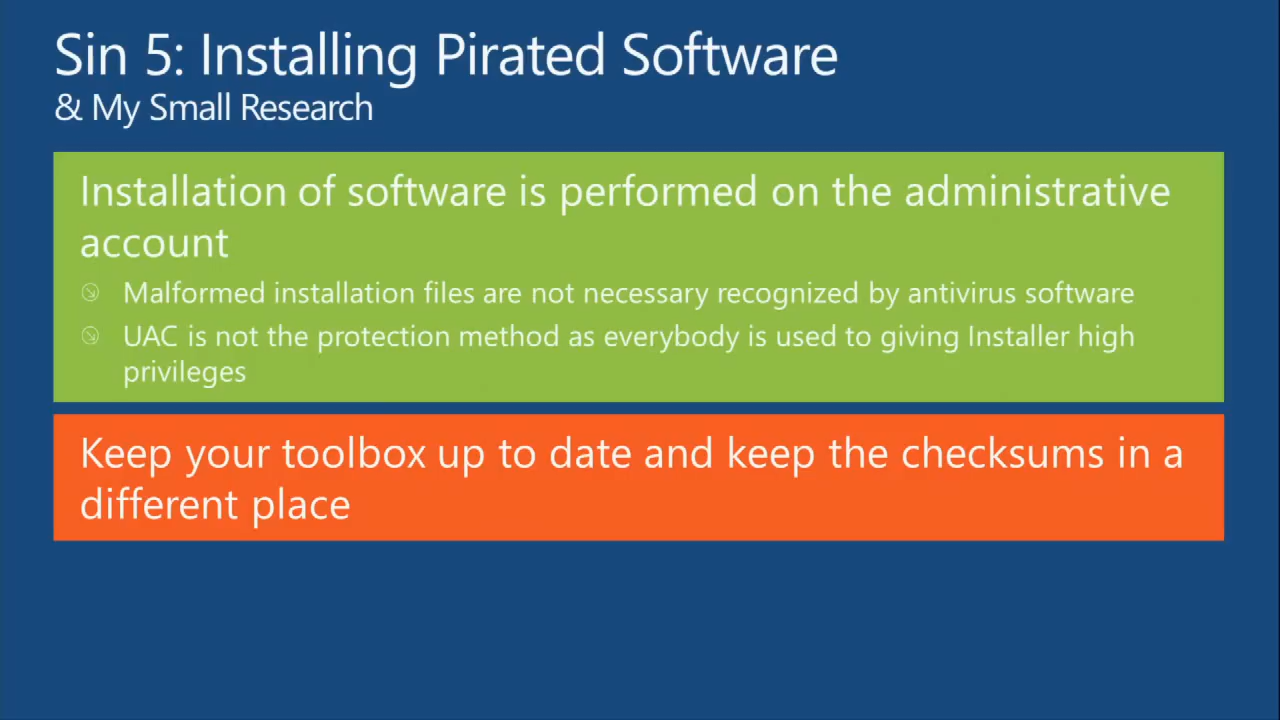 Sin 5: Installing Pirated Software
& My Small Research
Installation of software is performed on the administrative
account
Malformed installation files are not necessary recognized by antivirus software
UAC is not the protection method as everybody is used to giving Installer high
privileges
Keep your toolbox up to date and keep the checksums in a
different place